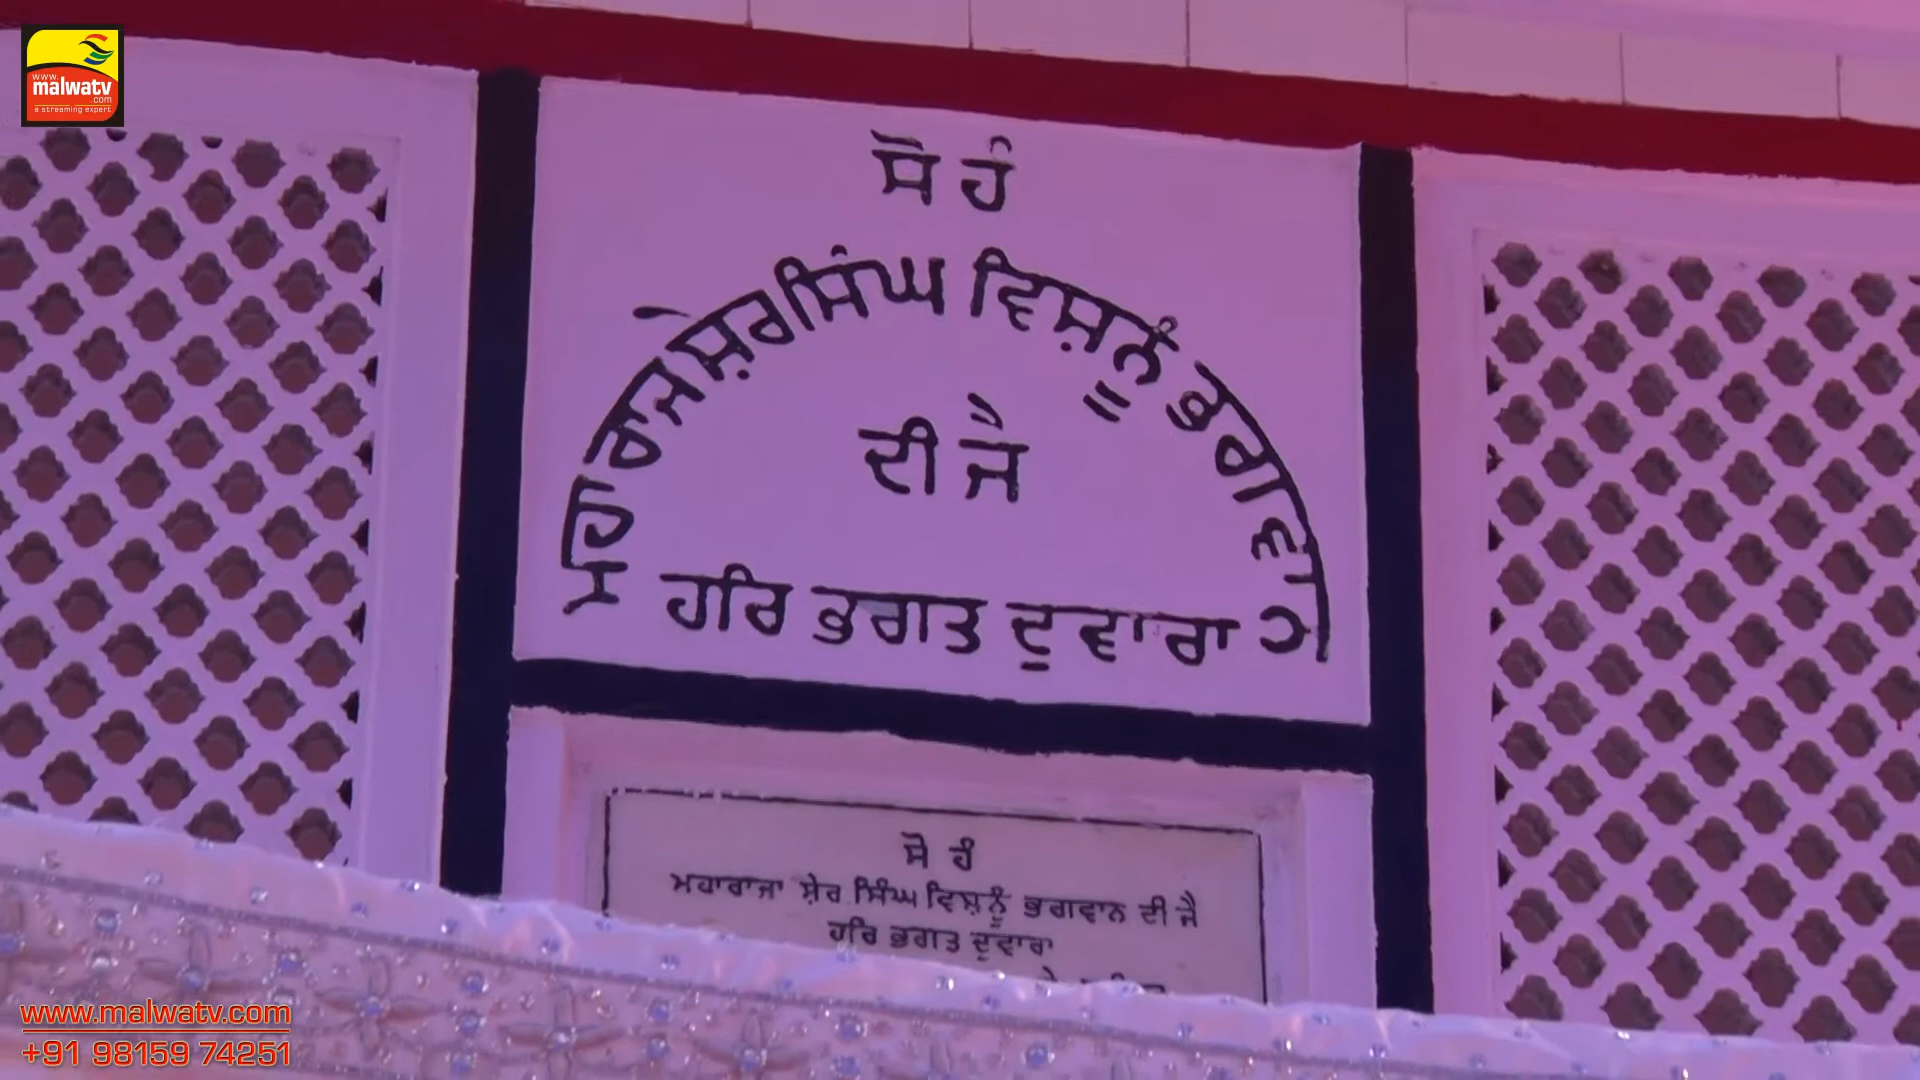 www.
malwatv
.com
a streaming expert
ਸੋ ਹੰ
ਮਹਾਰਾਜ ਸ਼ੇਰ ਸਿੰਘ ਵਿਸ਼ਨੂੰ ਭਗਵਾਨ
ਦੀ ਜੈ
ਹਰਿ ਭਗਤ ਦੁਵਾਰਾ
ਸੋ ਹੰ
ਮਹਾਰਾਜਾ ਸ਼ੇਰ ਸਿੰਘ ਵਿਸ਼ਨੂੰ ਭਗਵਾਨ ਦੀ ਜੈ
ਹਰਿ ਭਗਤ ਦੁਵਾਰਾ
www.malwatv.com
+91 98159 74251